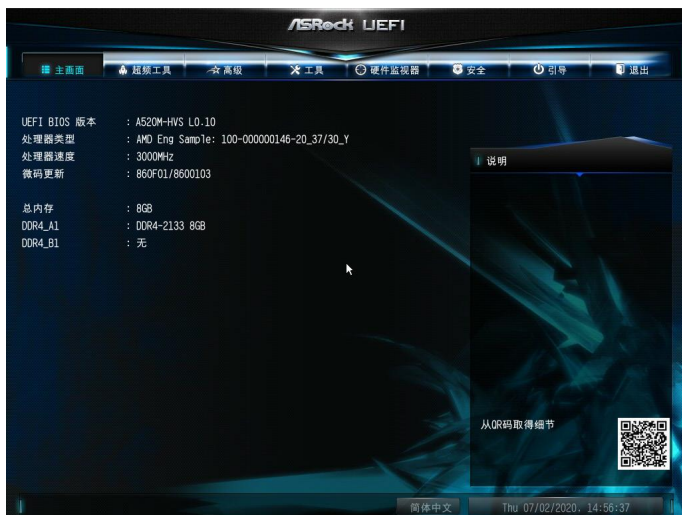 ASRock UEFI
主画面 超频工具 高级 工具 硬件监视器 安全 引导 退出
UEFI BIOS 版本 : A520M-HVS L0.10
处理器类型 : AMD Eng Sample: 100-000000146-20_37/30_Y
处理器速度 : 3000MHz
微码更新 : 860F01/8600103
总内存 : 8GB
DDR4_A1 : DDR4-2133 8GB
DDR4_B1 : 无
说明
从QR码取得细节
简体中文 Thu 07/02/2020, 14:56:37